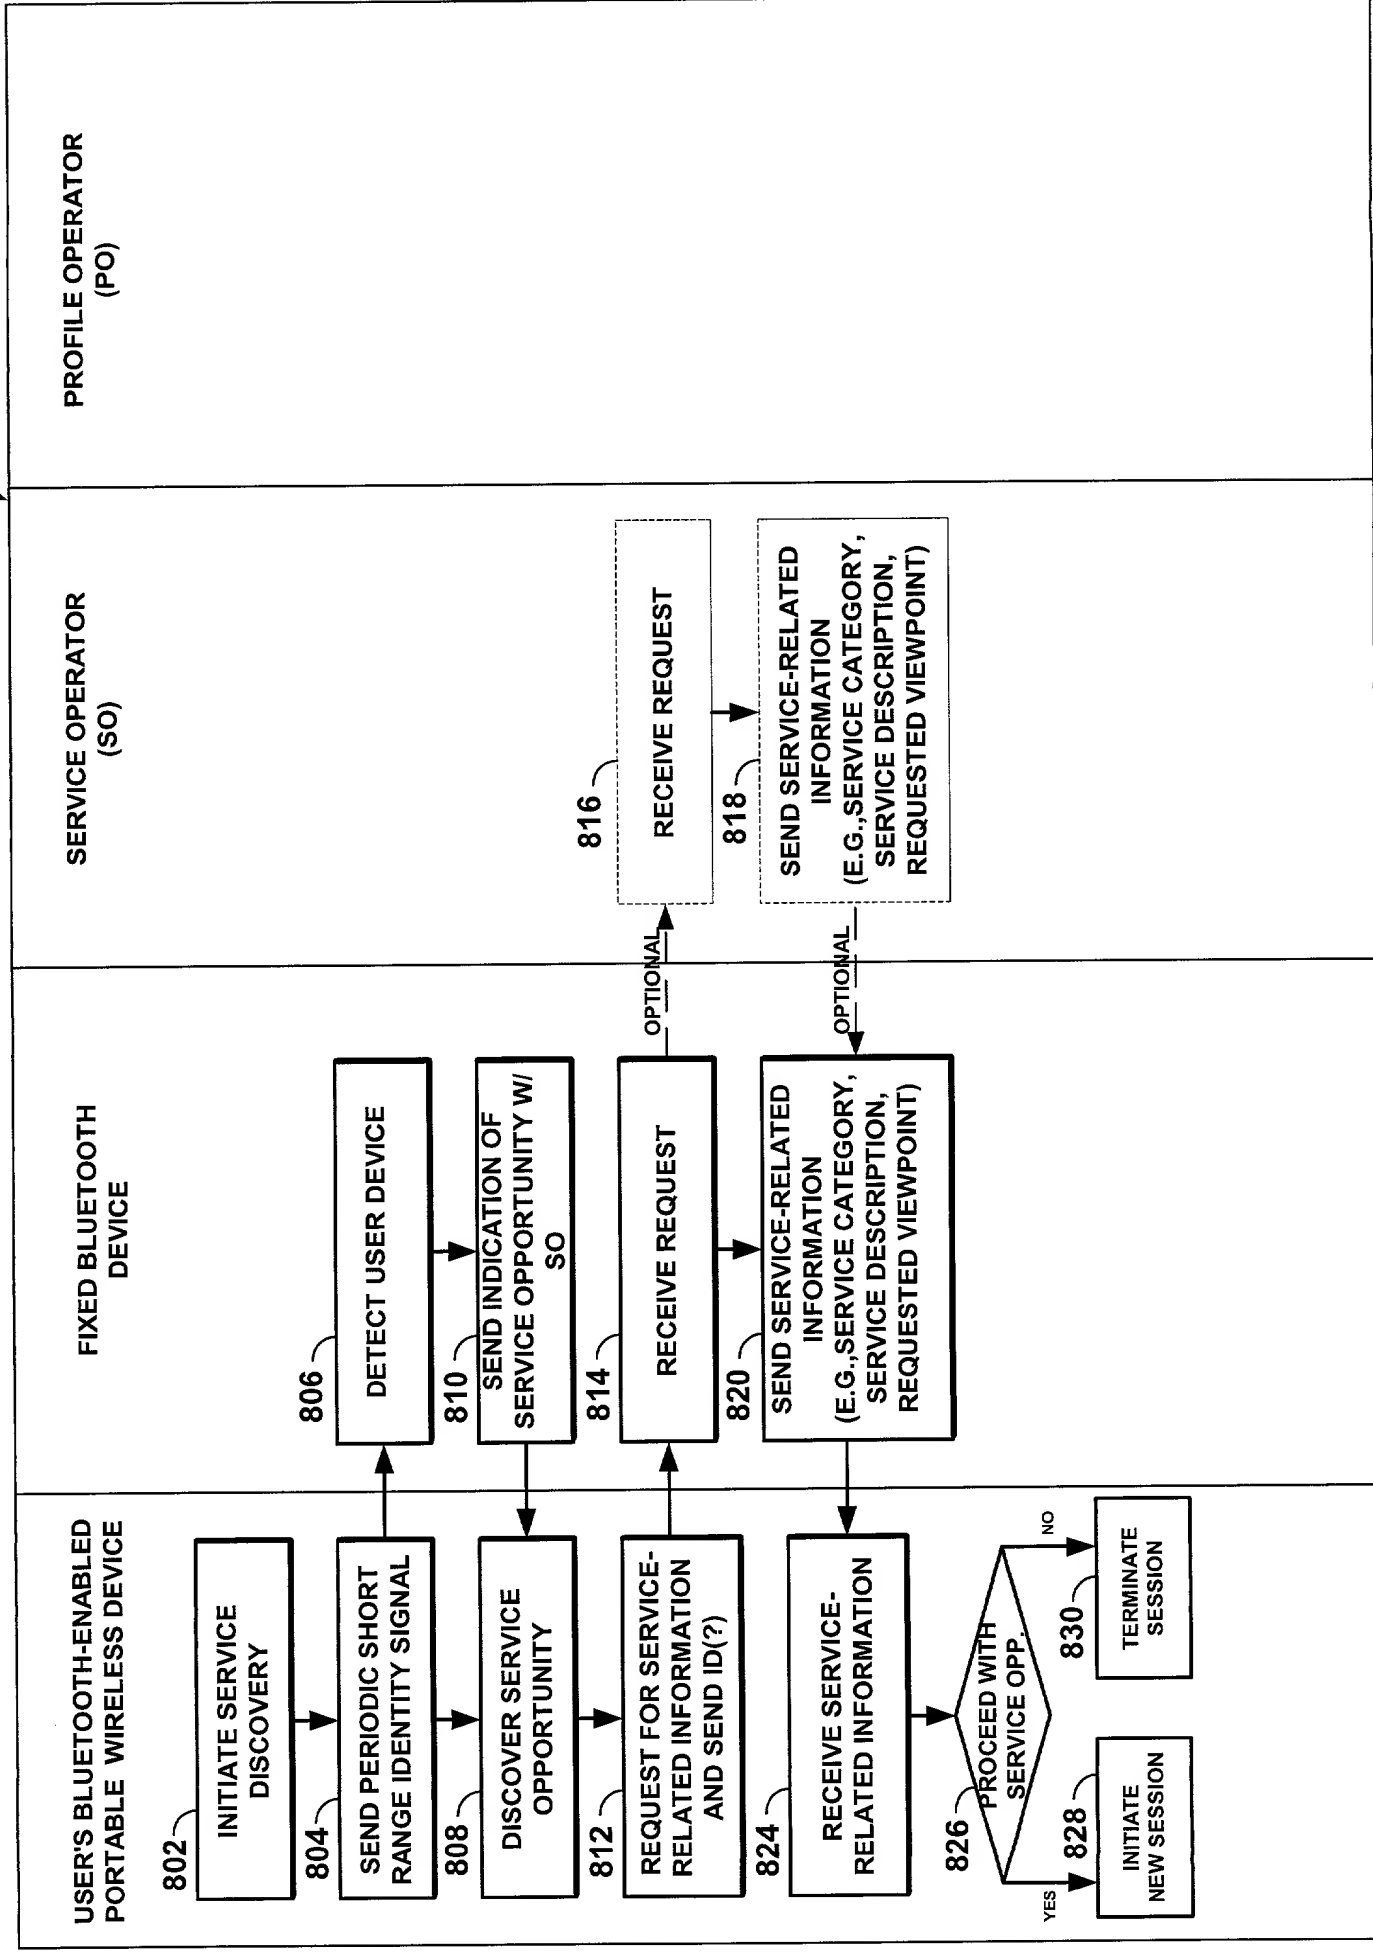 USER'S BLUETOOTH-ENABLED
PORTABLE WIRELESS DEVICE
FIXED BLUETOOTH
DEVICE
SERVICE OPERATOR
(SO)
PROFILE OPERATOR
(PO)
802
INITIATE SERVICE
DISCOVERY
804
SEND PERIODIC SHORT
RANGE IDENTITY SIGNAL
806
DETECT USER DEVICE
808
DISCOVER SERVICE
OPPORTUNITY
810
SEND INDICATION OF
SERVICE OPPORTUNITY W/
SO
812
REQUEST FOR SERVICE-
RELATED INFORMATION
AND SEND ID(?)
814
RECEIVE REQUEST
OPTIONAL
816
RECEIVE REQUEST
818
SEND SERVICE-RELATED
INFORMATION
(E.G.,SERVICE CATEGORY,
SERVICE DESCRIPTION,
REQUESTED VIEWPOINT)
OPTIONAL
820
SEND SERVICE-RELATED
INFORMATION
(E.G.,SERVICE CATEGORY,
SERVICE DESCRIPTION,
REQUESTED VIEWPOINT)
824
RECEIVE SERVICE-
RELATED INFORMATION
826
PROCEED WITH
SERVICE OPP.
YES
NO
828
INITIATE
NEW SESSION
830
TERMINATE
SESSION